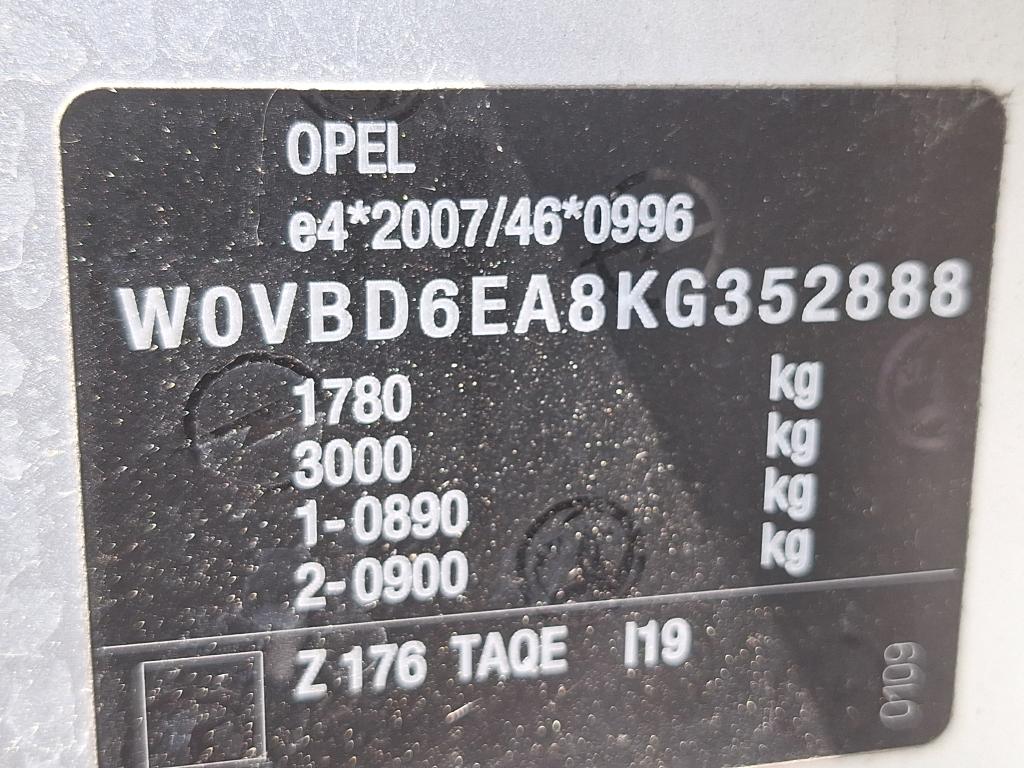 OPEL
e4*2007/46*0996
W0VBD6EA8KG352888
1780 kg
3000 kg
1-0890 kg
2-0900 kg
Z 176 TAQE I19
0109